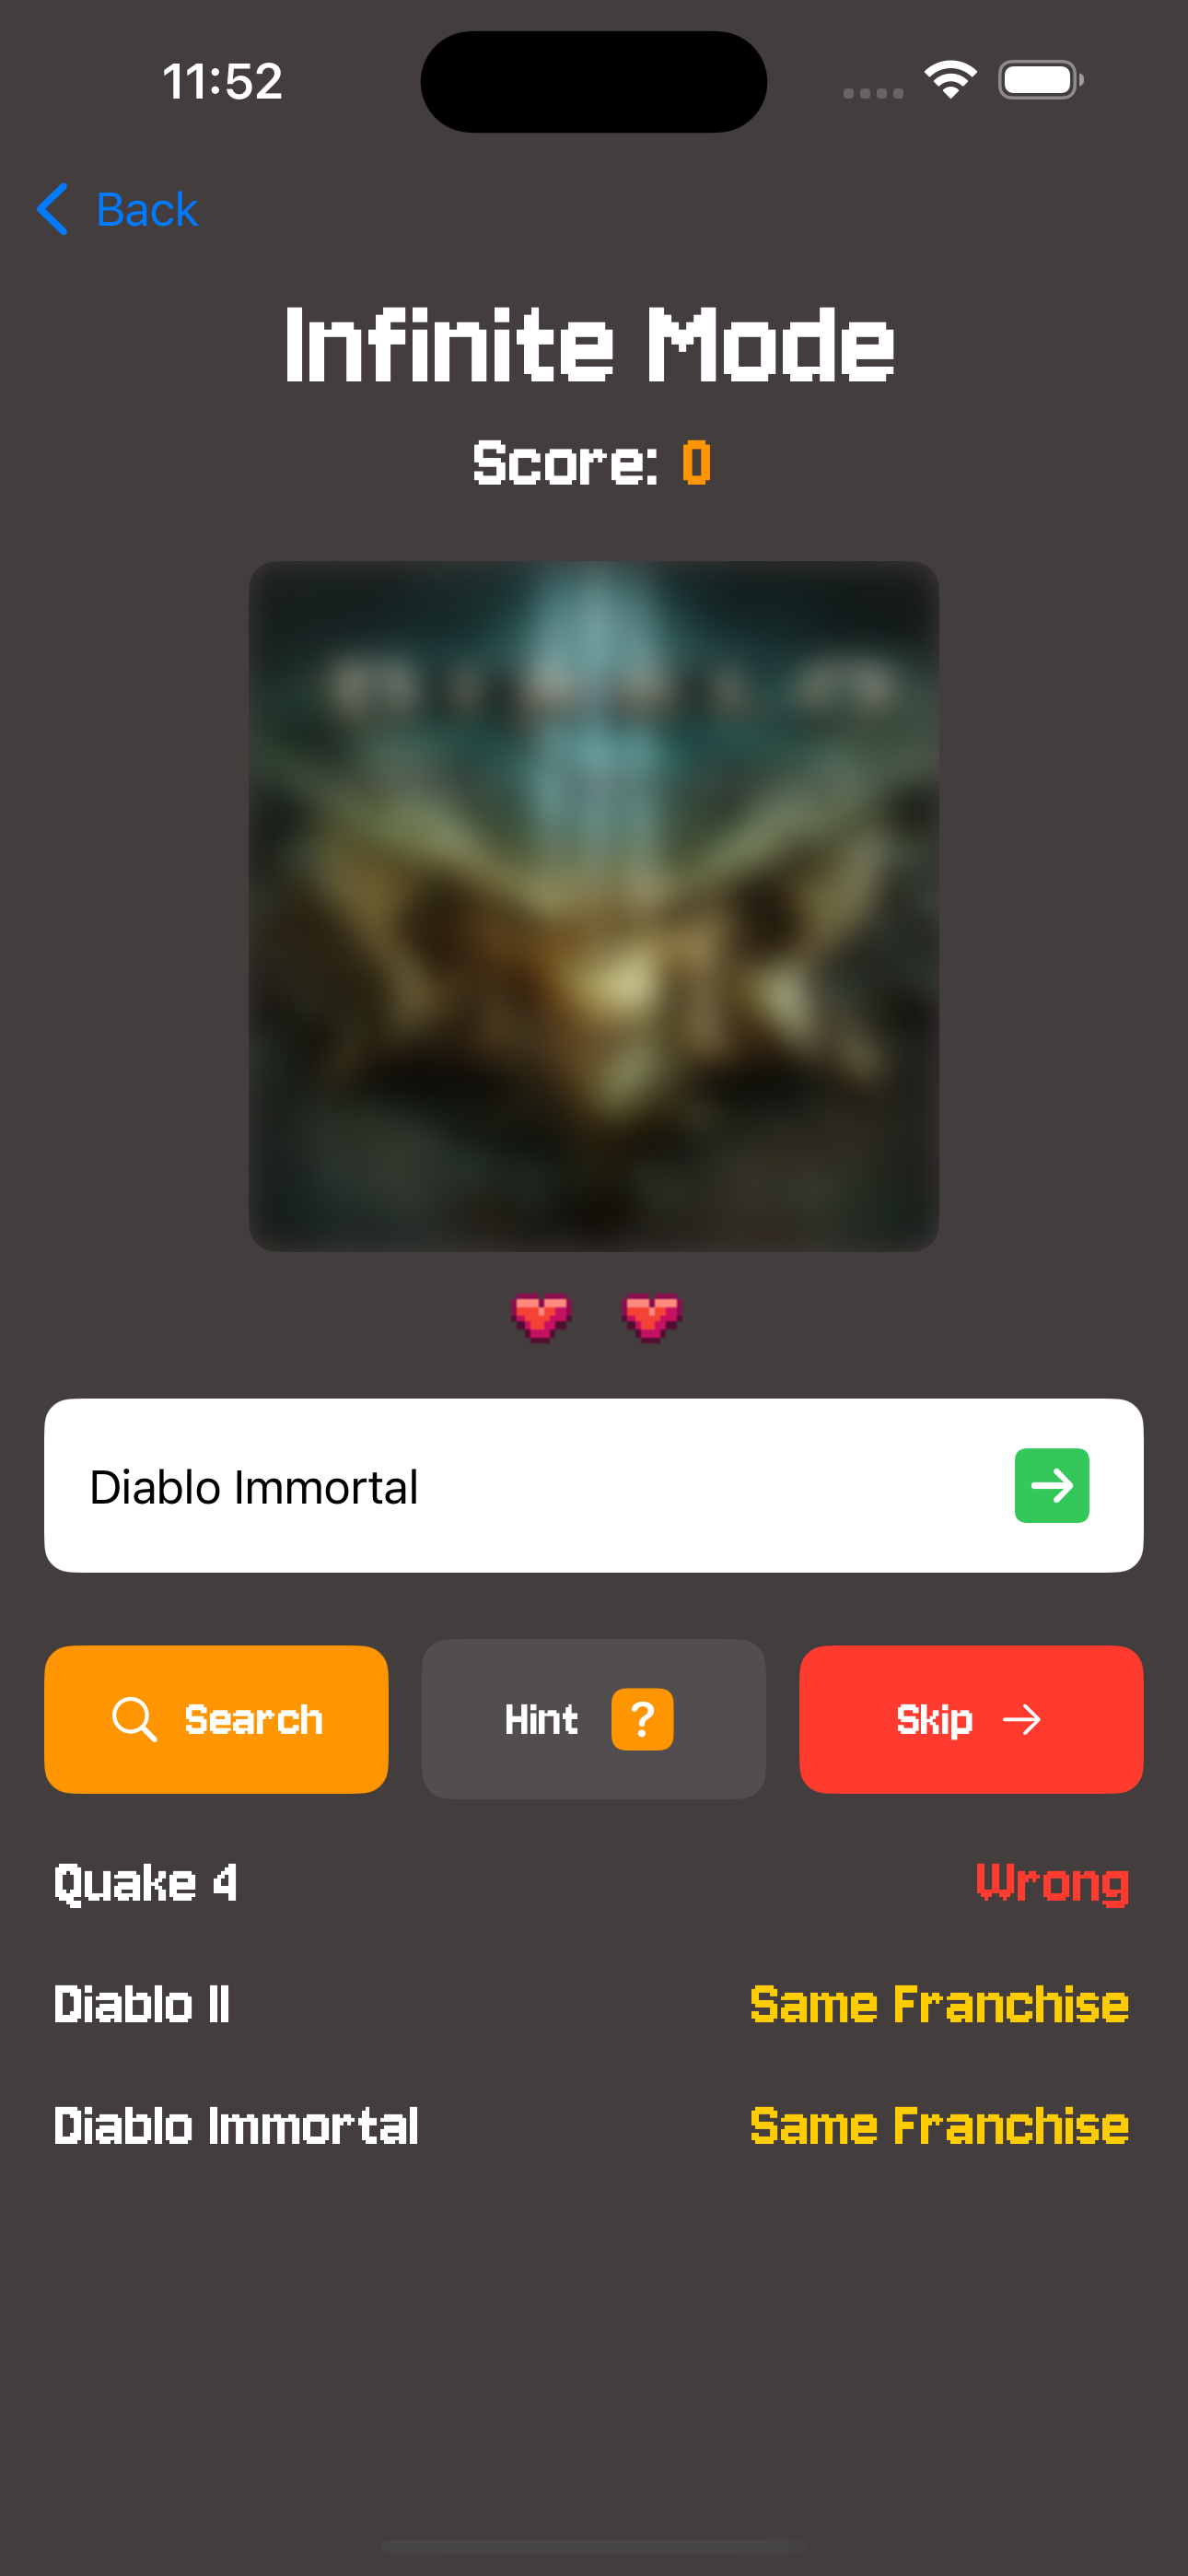 11:52
Back
Infinite Mode
Score: 0
Diablo Immortal
Search
Hint ?
Skip
Quake 4 Wrong
Diablo II Same Franchise
Diablo Immortal Same Franchise